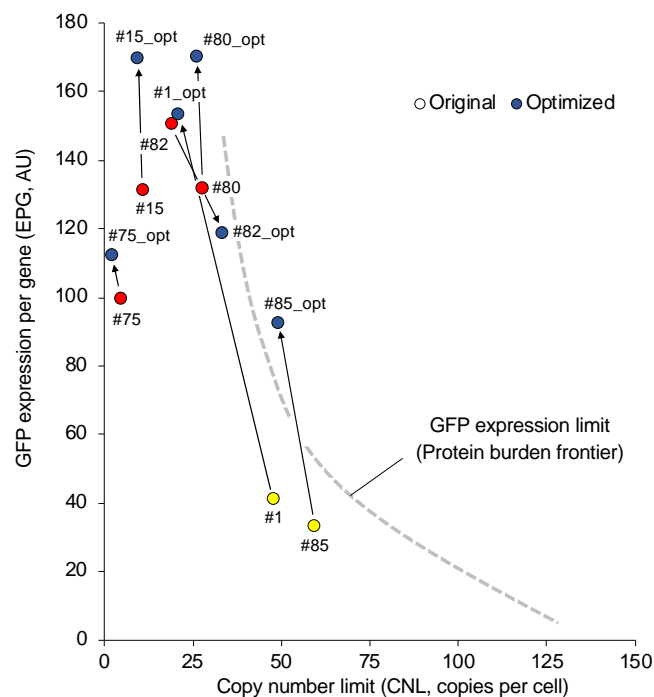 180
160
140
120
100
80
60
40
20
0
GFP expression per gene (EPG, AU)
#15_opt
#80_opt
#1_opt
#82
#15
#80
#75_opt
#82_opt
#75
#85_opt
#1
#85
Original
Optimized
GFP expression limit
(Protein burden frontier)
0
25
50
75
100
125
150
Copy number limit (CNL, copies per cell)